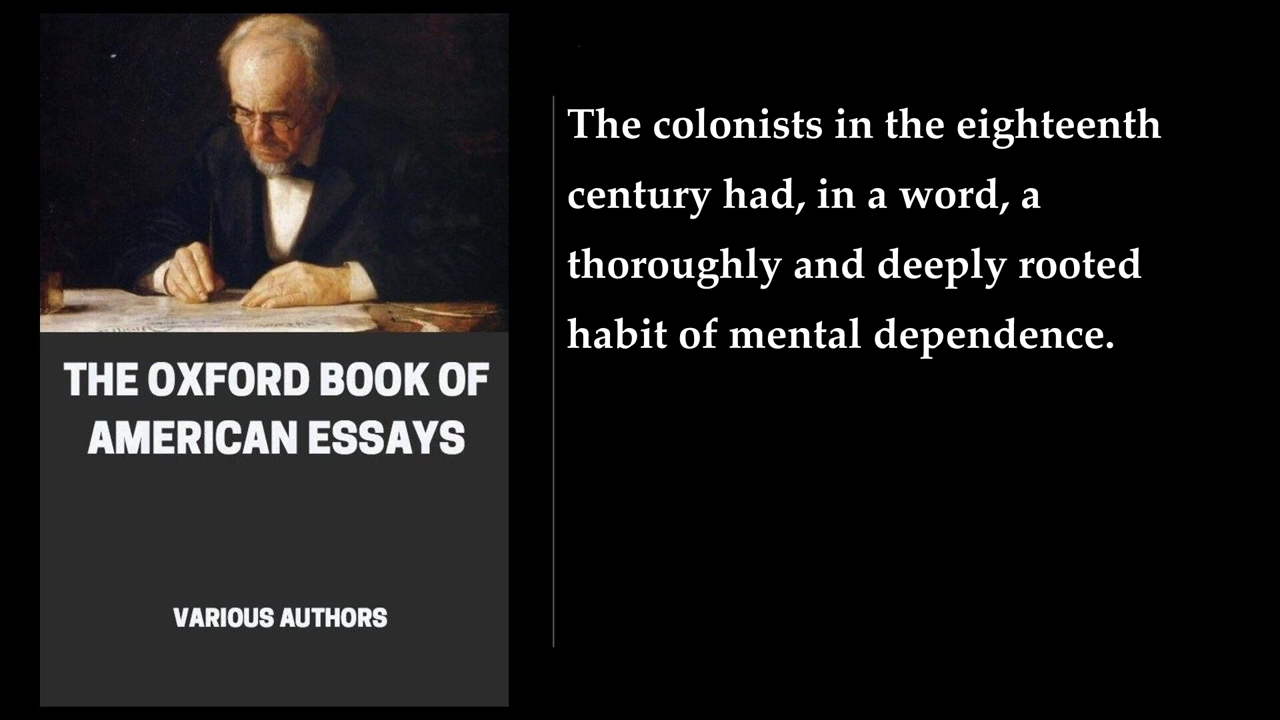 THE OXFORD BOOK OF
AMERICAN ESSAYS
VARIOUS AUTHORS
The colonists in the eighteenth
century had, in a word, a
thoroughly and deeply rooted
habit of mental dependence.